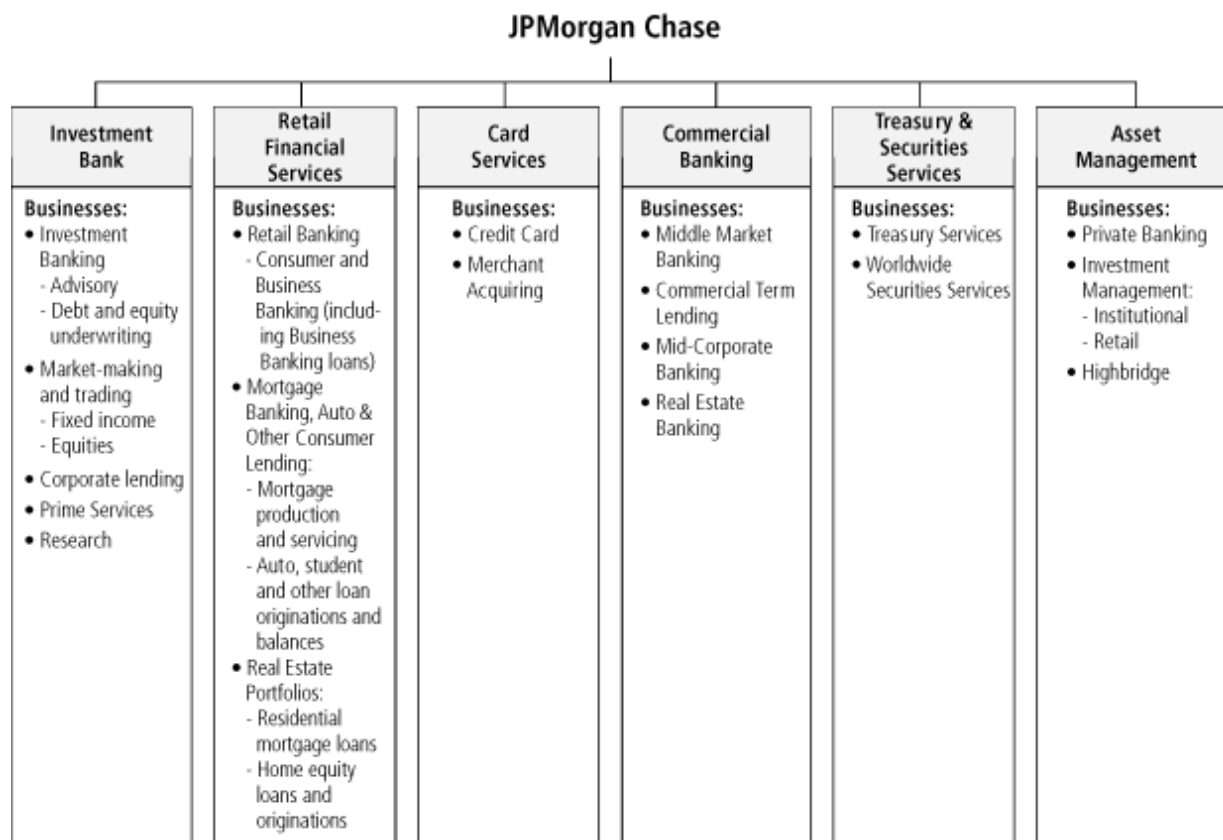 JPMorgan Chase
Investment
Bank
Businesses:
• Investment
Banking
- Advisory
- Debt and equity
underwriting
• Market-making
and trading
- Fixed income
- Equities
• Corporate lending
• Prime Services
• Research
Retail
Financial
Services
Businesses:
• Retail Banking
- Consumer and
Business
Banking (includ-
ing Business
Banking loans)
• Mortgage
Banking, Auto &
Other Consumer
Lending:
- Mortgage
production
and servicing
- Auto, student
and other loan
originations and
balances
• Real Estate
Portfolios:
- Residential
mortgage loans
- Home equity
loans and
originations
Card
Services
Businesses:
• Credit Card
• Merchant
Acquiring
Commercial
Banking
Businesses:
• Middle Market
Banking
• Commercial Term
Lending
• Mid-Corporate
Banking
• Real Estate
Banking
Treasury &
Securities
Services
Businesses:
• Treasury Services
• Worldwide
Securities Services
Asset
Management
Businesses:
• Private Banking
• Investment
Management:
- Institutional
- Retail
• Highbridge